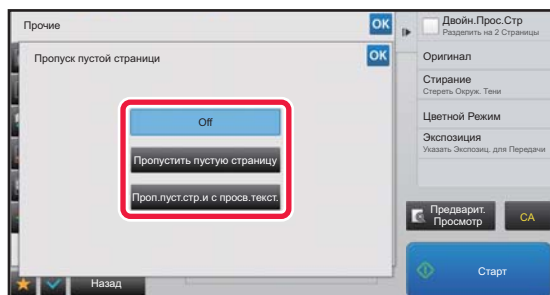 Прочие
OK
Пропуск пустой страници
OK
Off
Пропустить пустую страницу
Проп.пуст.стр.и с просв.текст.
Назад
Двойн.Прос.Стр
Разделить на 2 Страницы
Оригинал
Стирание
Стереть Окруж. Тени
Цветной Режим
Экспозиция
Указать Экспозиц. для Передачи
Предварит.
Просмотр
CA
Старт